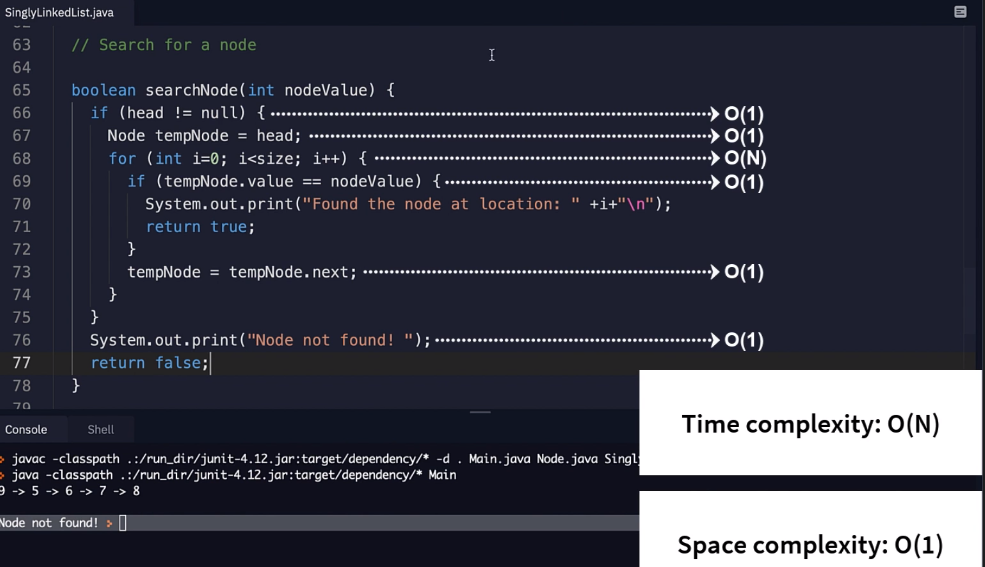 SinglyLinkedList.java
63 // Search for a node
64
65 boolean searchNode(int nodeValue) {
66 if (head != null) { O(1)
67 Node tempNode = head; O(1)
68 for (int i=0; i<size; i++) { O(N)
69 if (tempNode.value == nodeValue) { O(1)
70 System.out.print("Found the node at location: " +i+"\n");
71 return true;
72 }
73 tempNode = tempNode.next; O(1)
74 }
75 }
76 System.out.print("Node not found! "); O(1)
77 return false;
78 }
79
Console Shell
javac -classpath .:/run_dir/junit-4.12.jar:target/dependency/* -d . Main.java Node.java Singly
java -classpath .:/run_dir/junit-4.12.jar:target/dependency/* Main
9 -> 5 -> 6 -> 7 -> 8
Node not found! >
Time complexity: O(N)
Space complexity: O(1)